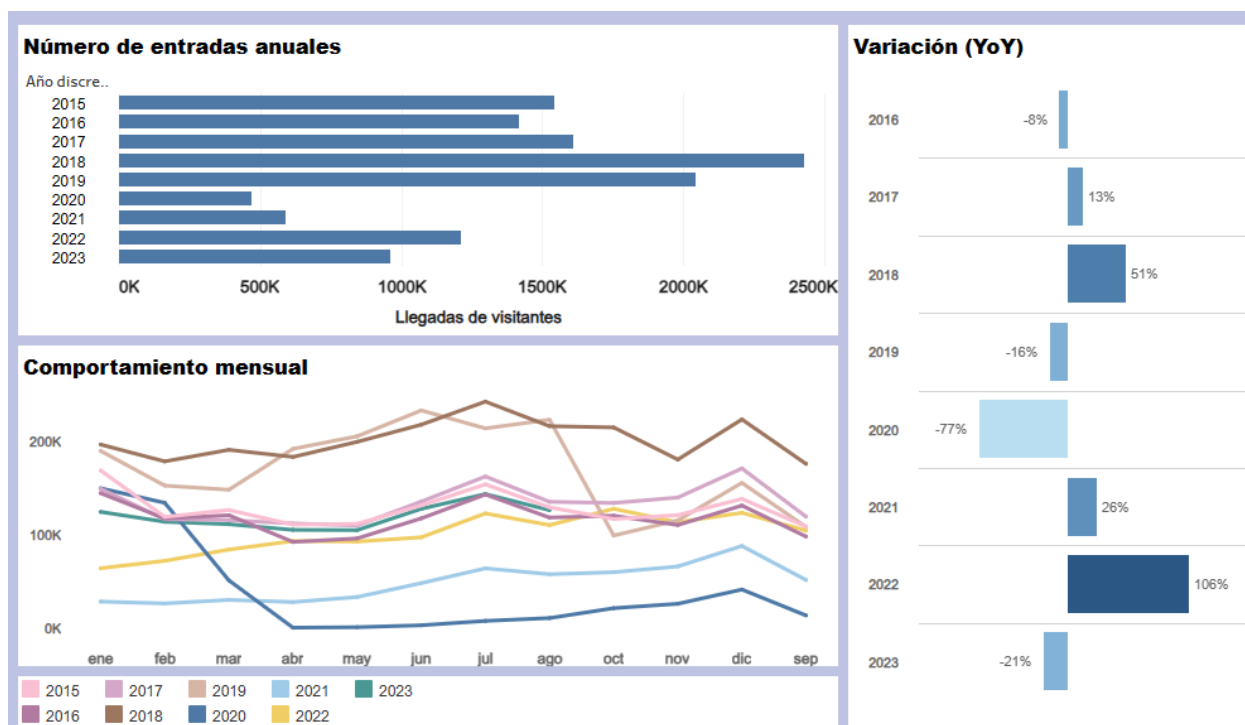 Número de entradas anuales
Año discre..
2015
2016
2017
2018
2019
2020
2021
2022
2023
0K 500K 1000K 1500K 2000K 2500K
Llegadas de visitantes
Comportamiento mensual
200K
100K
0K
ene feb mar abr may jun jul ago oct nov dic sep
2015 2017 2019 2021 2023
2016 2018 2020 2022
Variación (YoY)
2016 -8%
2017 13%
2018 51%
2019 -16%
2020 -77%
2021 26%
2022 106%
2023 -21%